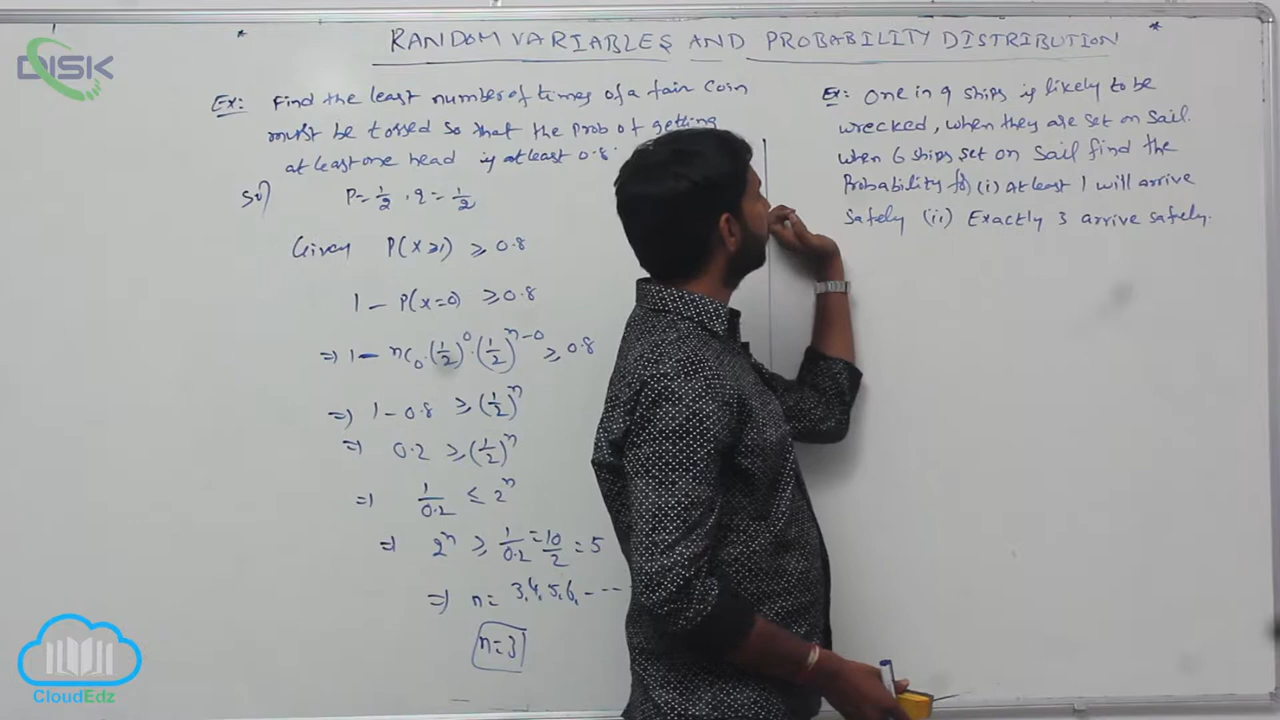 DISK
* RANDOM VARIABLES AND PROBABILITY DISTRIBUTION *
Ex: Find the least number of times of a fair coin
must be tossed so that the prob of getting
at least one head is at least 0.8.
Sol) P=1/2, q=1/2
Given P(x≥1) ≥ 0.8
1 - P(x=0) ≥ 0.8
=> 1 - nC₀.(1/2)⁰.(1/2)ⁿ⁻⁰ ≥ 0.8
=> 1-0.8 ≥ (1/2)ⁿ
=> 0.2 ≥ (1/2)ⁿ
=> 1/0.2 ≤ 2ⁿ
=> 2ⁿ ≥ 1/0.2 = 10/2 = 5
=> n = 3,4,5,6,----
n=3
Ex: One in 9 ships is likely to be
wrecked, when they are set on sail.
when 6 ships set on sail find the
Probability for (i) At least 1 will arrive
safely (ii) Exactly 3 arrive safely.
CloudEdz